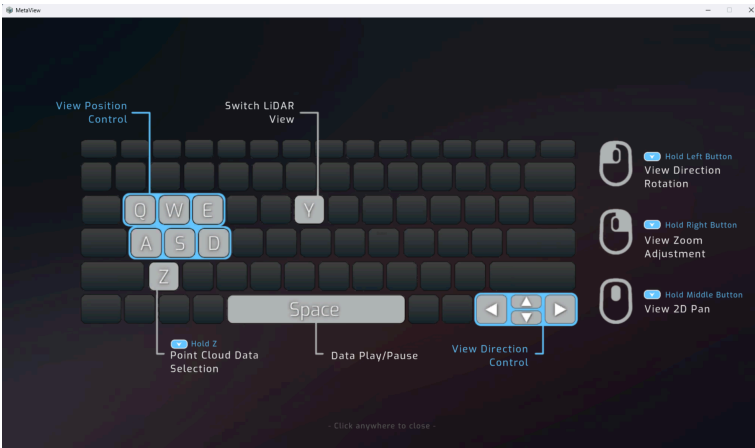 MetaView
View Position
Control
Switch LiDAR
View
Q W E
Y
A S D
Z
Space
Hold Z
Point Cloud Data
Selection
Data Play/Pause
View Direction
Control
Hold Left Button
View Direction
Rotation
Hold Right Button
View Zoom
Adjustment
Hold Middle Button
View 2D Pan
- Click anywhere to close -